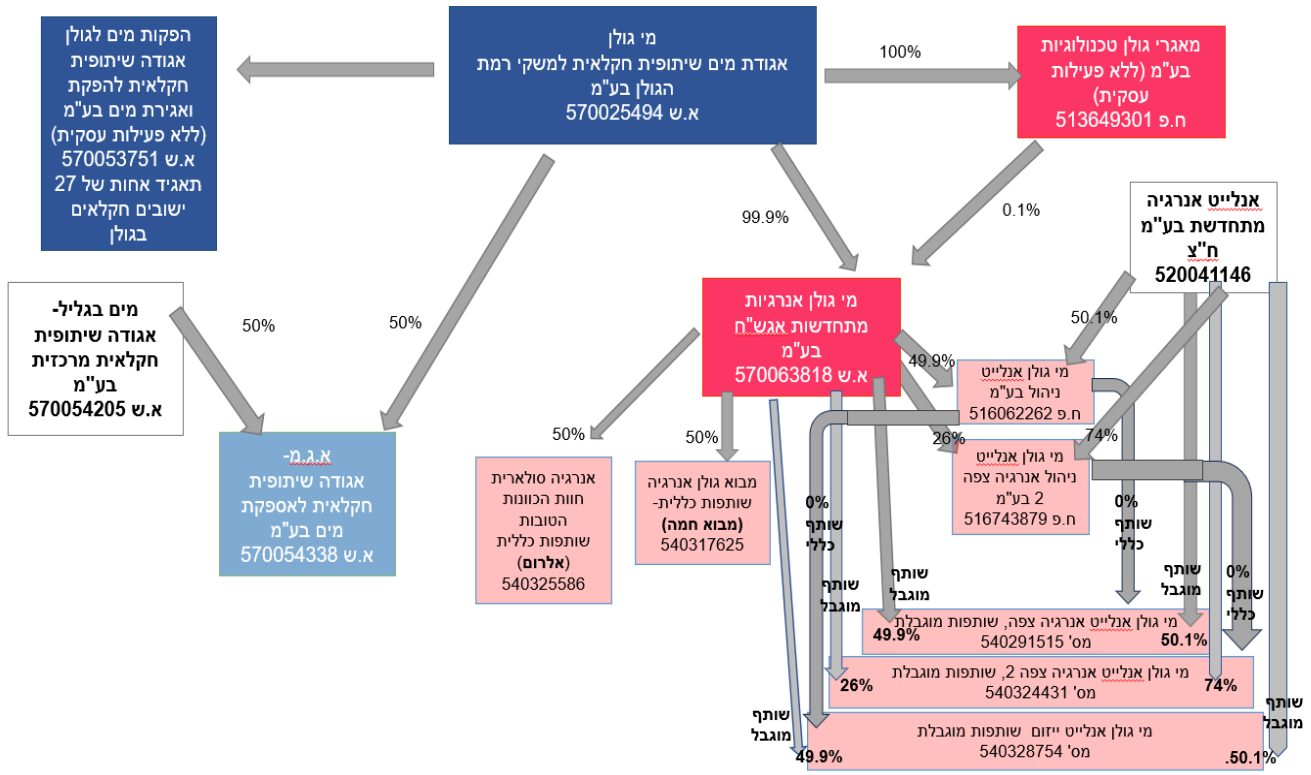 הפקות מים לגולן
אגודה שיתופית
חקלאית להפקת
ואגירת מים בע"מ
(ללא פעילות עסקית)
א.ש 570053751
תאגיד אחות של 27
ישובים חקלאים
בגולן
מי גולן
אגודת מים שיתופית חקלאית למשקי רמת
הגולן בע"מ
א.ש 570025494
100%
מאגרי גולן טכנולוגיות
בע"מ (ללא פעילות
עסקית)
ח.פ 513649301
99.9%
0.1%
אנלייט אנרגיה
מתחדשת בע"מ
ח"צ
520041146
מים בגליל-
אגודה שיתופית
חקלאית מרכזית
בע"מ
א.ש 570054205
50%
50%
א.ג.מ-
אגודה שיתופית
חקלאית לאספקת
מים בע"מ
א.ש 570054338
מי גולן אנרגיות
מתחדשות אגש"ח
בע"מ
א.ש 570063818
50.1%
49.9%
מי גולן אנלייט
ניהול בע"מ
ח.פ 516062262
26%
74%
מי גולן אנלייט
ניהול אנרגיה צפה
2 בע"מ
ח.פ 516743879
50%
50%
אנרגיה סולארית
חוות הכוונות
הטובות
שותפות כללית
(אלרום)
540325586
מבוא גולן אנרגיה
שותפות כללית-
(מבוא חמה)
540317625
0%
שותף
כללי
0%
שותף
כללי
0%
שותף
כללי
שותף
מוגבל
שותף
מוגבל
שותף
מוגבל
מי גולן אנלייט אנרגיה צפה, שותפות מוגבלת
מס' 540291515
49.9%
50.1%
מי גולן אנלייט אנרגיה צפה 2, שותפות מוגבלת
מס' 540324431
26%
74%
שותף
מוגבל
שותף
מוגבל
מי גולן אנלייט ייזום שותפות מוגבלת
מס' 540328754
49.9%
50.1%.